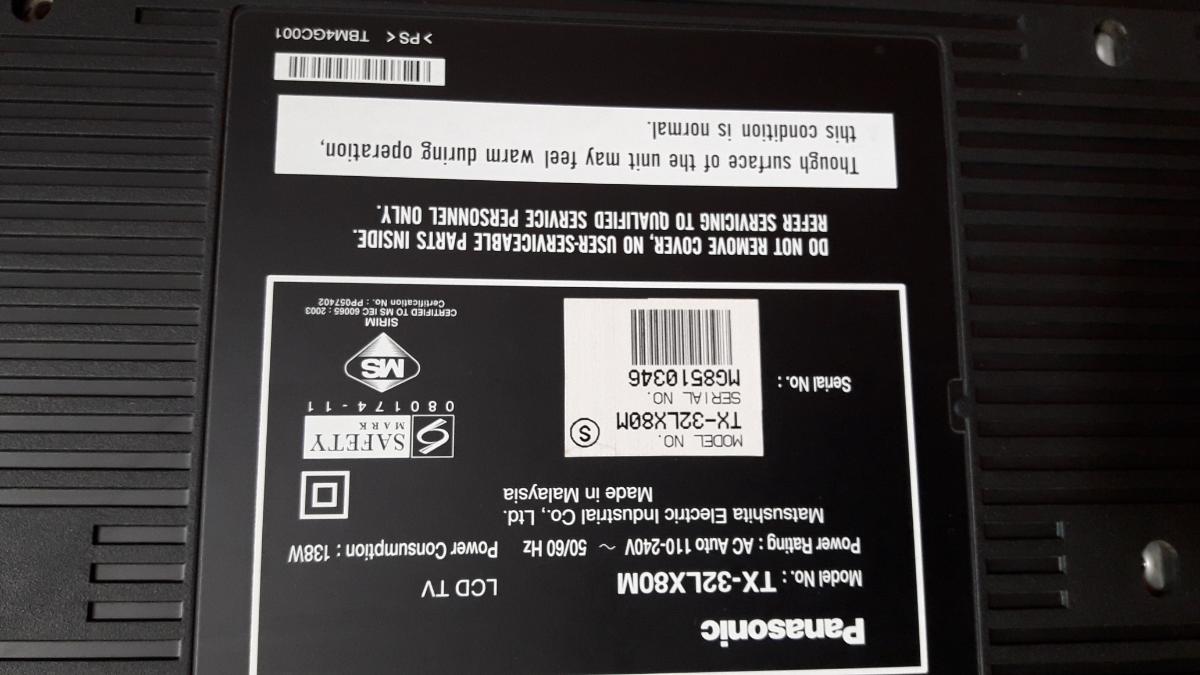 Panasonic
Model No. : TX-32LX80M LCD TV
Power Rating : AC Auto 110-240V ~ 50/60 Hz Power Consumption : 138W
Matsushita Electric Industrial Co., Ltd.
Made in Malaysia
MODEL NO.
TX-32LX80M S
Serial No. :
SERIAL NO.
MG8510346
S SAFETY
MARK
080174-11
MS
SIRIM
CERTIFIED TO MS IEC 60065 : 2003
Certification No. : PP057402
DO NOT REMOVE COVER, NO USER-SERVICEABLE PARTS INSIDE.
REFER SERVICING TO QUALIFIED SERVICE PERSONNEL ONLY.
Though surface of the unit may feel warm during operation,
this condition is normal.
>PS< TBM4GC001